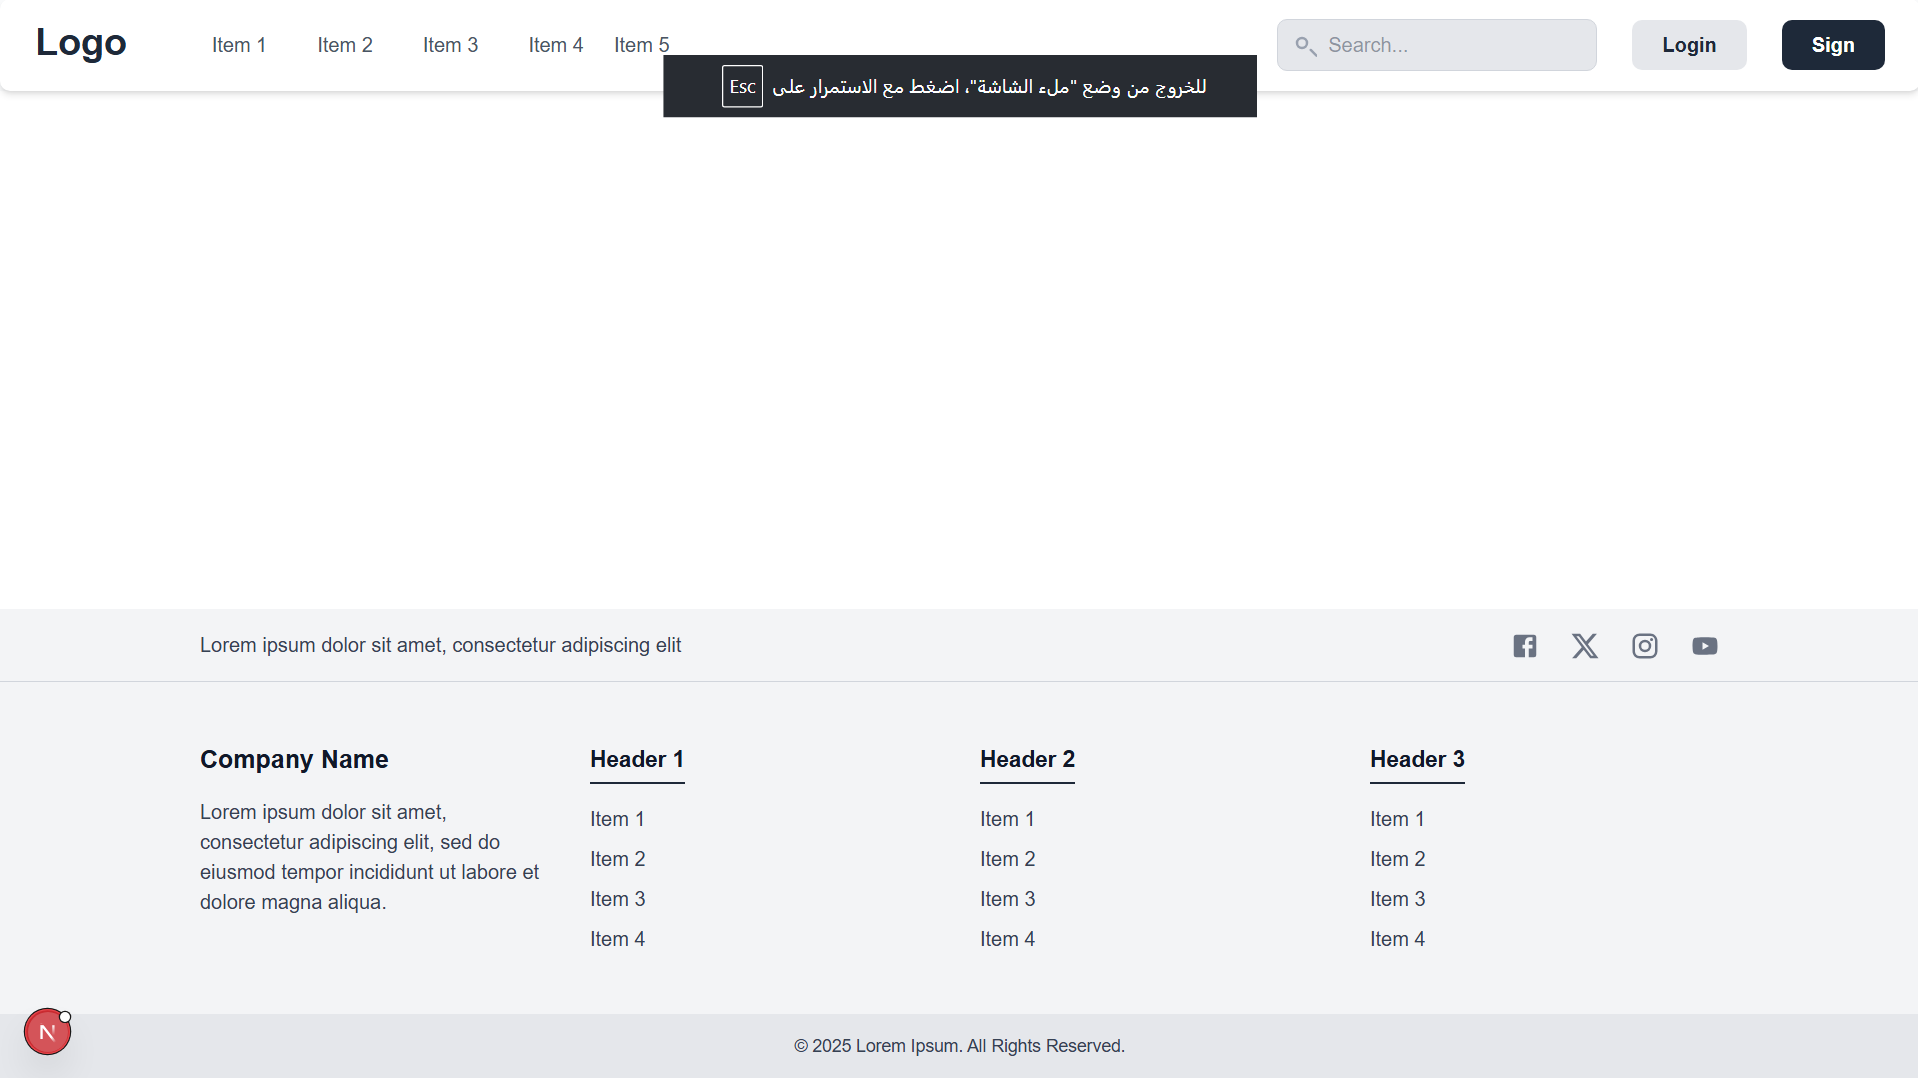 Logo
Item 1
Item 2
Item 3
Item 4
Item 5
Search...
Login
Sign
للخروج من وضع "ملء الشاشة"، اضغط مع الاستمرار على Esc
Lorem ipsum dolor sit amet, consectetur adipiscing elit
Company Name
Lorem ipsum dolor sit amet,
consectetur adipiscing elit, sed do
eiusmod tempor incididunt ut labore et
dolore magna aliqua.
Header 1
Item 1
Item 2
Item 3
Item 4
Header 2
Item 1
Item 2
Item 3
Item 4
Header 3
Item 1
Item 2
Item 3
Item 4
N
© 2025 Lorem Ipsum. All Rights Reserved.